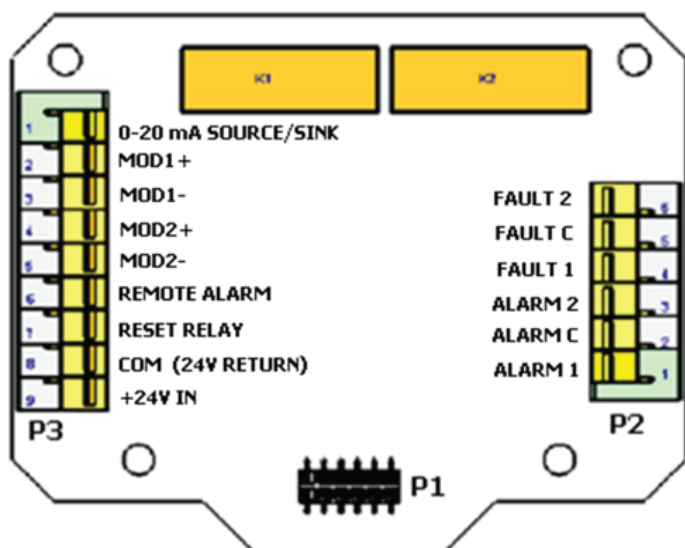 K1
K2
1 0-20 mA SOURCE/SINK
2 MOD1+
3 MOD1-
4 MOD2+
5 MOD2-
6 REMOTE ALARM
7 RESET RELAY
8 COM (24V RETURN)
9 +24V IN
P3
FAULT 2 6
FAULT C 5
FAULT 1 4
ALARM 2 3
ALARM C 2
ALARM 1 1
P2
P1